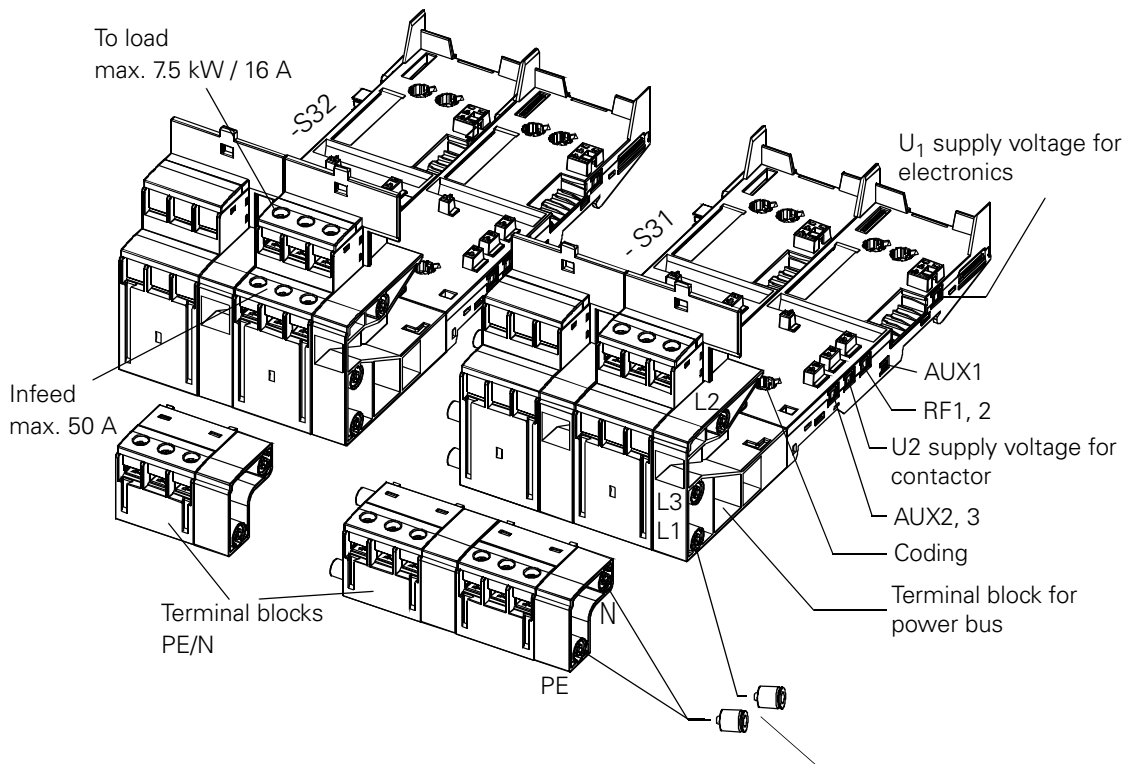 To load
max. 7.5 kW / 16 A
-S32
U1 supply voltage for
electronics
- S31
Infeed
max. 50 A
L2
AUX1
RF1, 2
U2 supply voltage for
contactor
L3
L1
AUX2, 3
Coding
Terminal block for
power bus
Terminal blocks
PE/N
N
PE